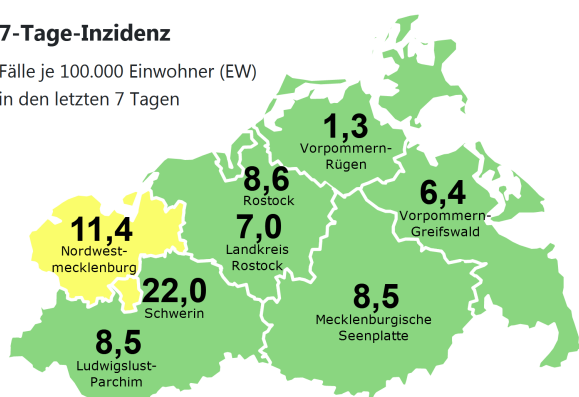 7-Tage-Inzidenz
Fälle je 100.000 Einwohner (EW)
in den letzten 7 Tagen
1,3
Vorpommern-
Rügen
8,6
Rostock
6,4
Vorpommern-
Greifswald
11,4
Nordwest-
mecklenburg
7,0
Landkreis
Rostock
22,0
Schwerin
8,5
Mecklenburgische
Seenplatte
8,5
Ludwigslust-
Parchim